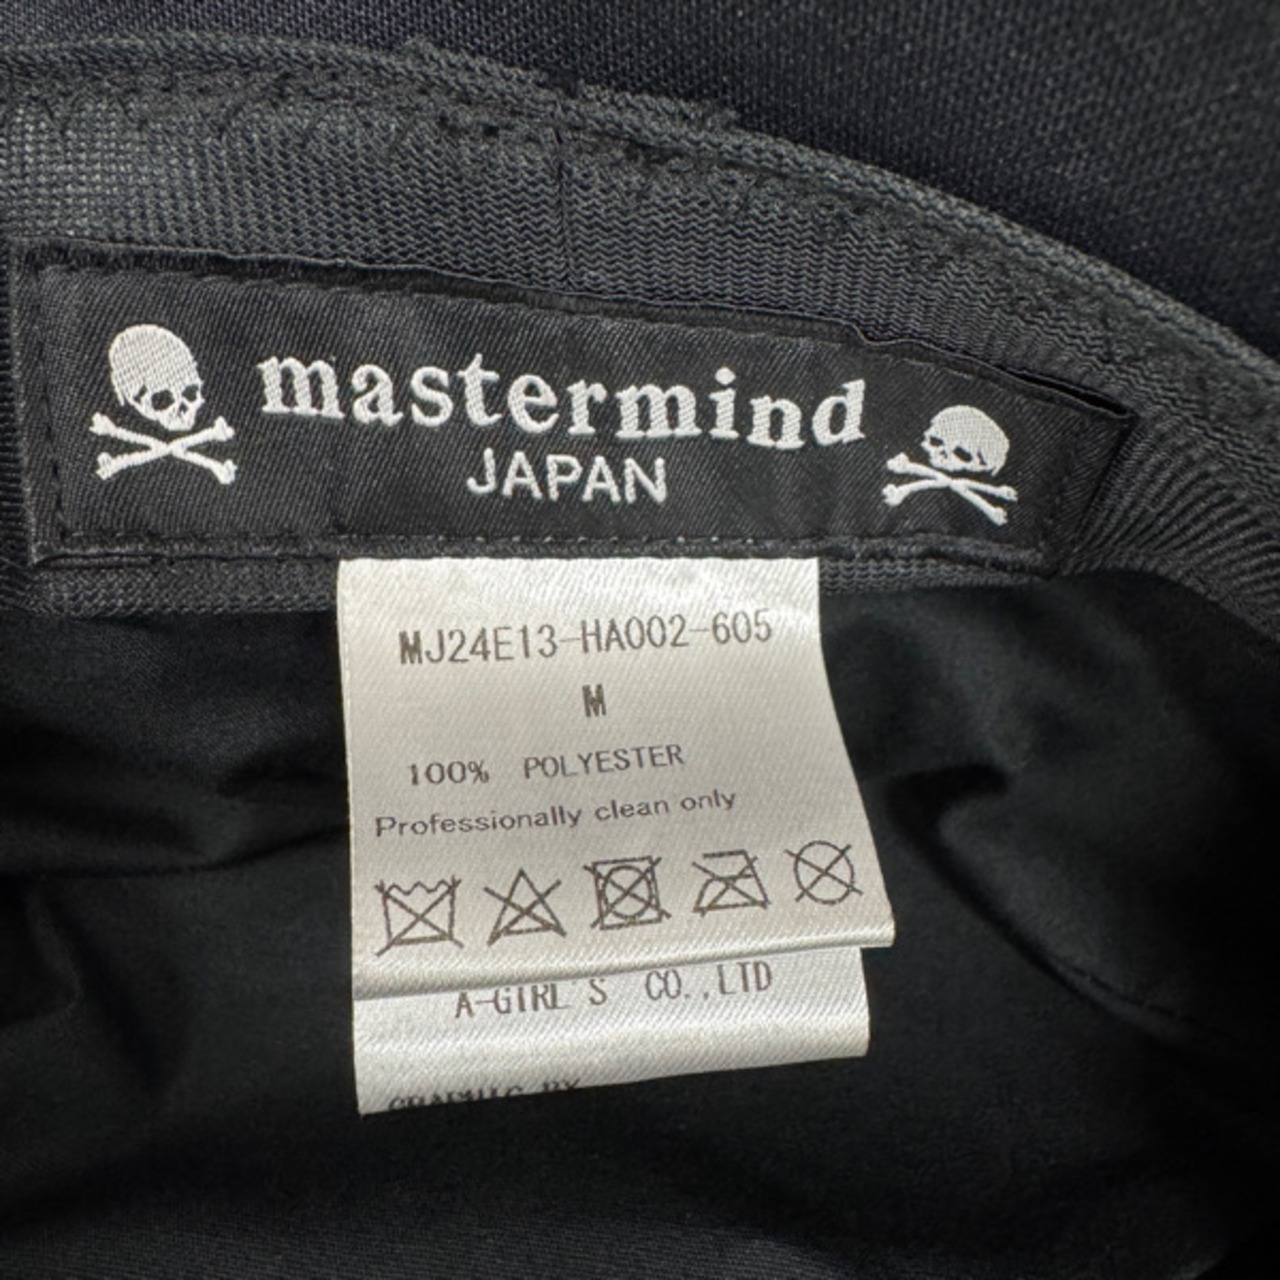 mastermind
JAPAN
MJ24E13-HA002-605
M
100% POLYESTER
Professionally clean only
A-GIRL'S CO.,LTD